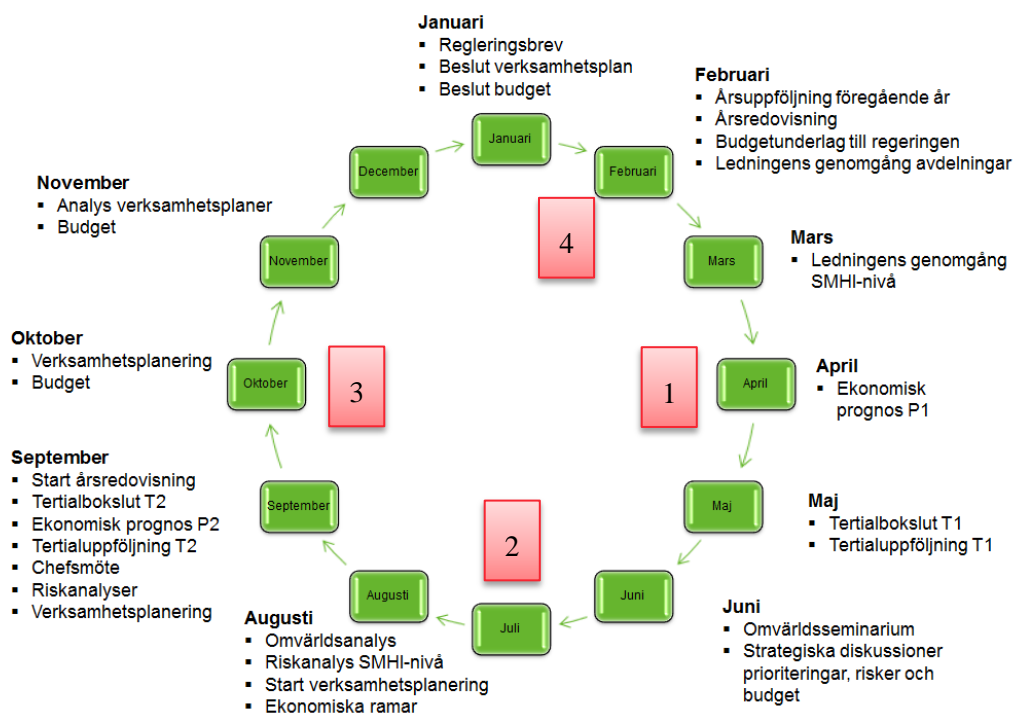 Januari
▪ Regleringsbrev
▪ Beslut verksamhetsplan
▪ Beslut budget
Februari
▪ Årsuppföljning föregående år
▪ Årsredovisning
▪ Budgetunderlag till regeringen
▪ Ledningens genomgång avdelningar
Mars
▪ Ledningens genomgång
SMHI-nivå
April
▪ Ekonomisk
prognos P1
Maj
▪ Tertialbokslut T1
▪ Tertialuppföljning T1
Juni
▪ Omvärldsseminarium
▪ Strategiska diskussioner
prioriteringar, risker och
budget
Augusti
▪ Omvärldsanalys
▪ Riskanalys SMHI-nivå
▪ Start verksamhetsplanering
▪ Ekonomiska ramar
September
▪ Start årsredovisning
▪ Tertialbokslut T2
▪ Ekonomisk prognos P2
▪ Tertialuppföljning T2
▪ Chefsmöte
▪ Riskanalyser
▪ Verksamhetsplanering
Oktober
▪ Verksamhetsplanering
▪ Budget
November
▪ Analys verksamhetsplaner
▪ Budget
Januari
Februari
Mars
April
Maj
Juni
Juli
Augusti
September
Oktober
November
December
4
1
2
3